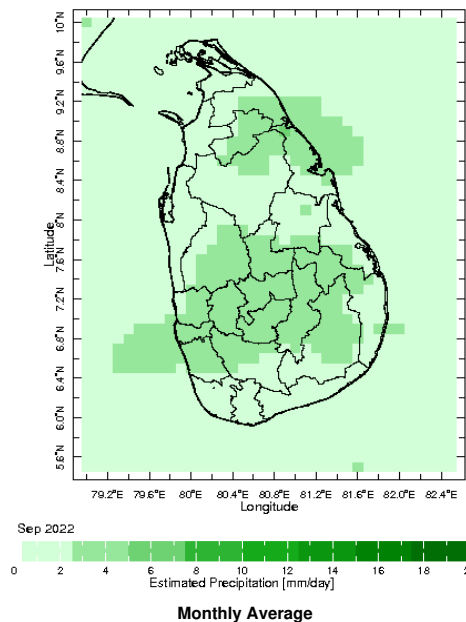 10°N
9.6°N
9.2°N
8.8°N
8.4°N
8°N
7.6°N
7.2°N
6.8°N
6.4°N
6.0°N
5.6°N
Latitude
79.2°E 79.6°E 80°E 80.4°E 80.8°E 81.2°E 81.6°E 82.0°E 82.4°E
Longitude
Sep 2022
0 2 4 6 8 10 12 14 16 18 2
Estimated Precipitation [mm/day]
Monthly Average